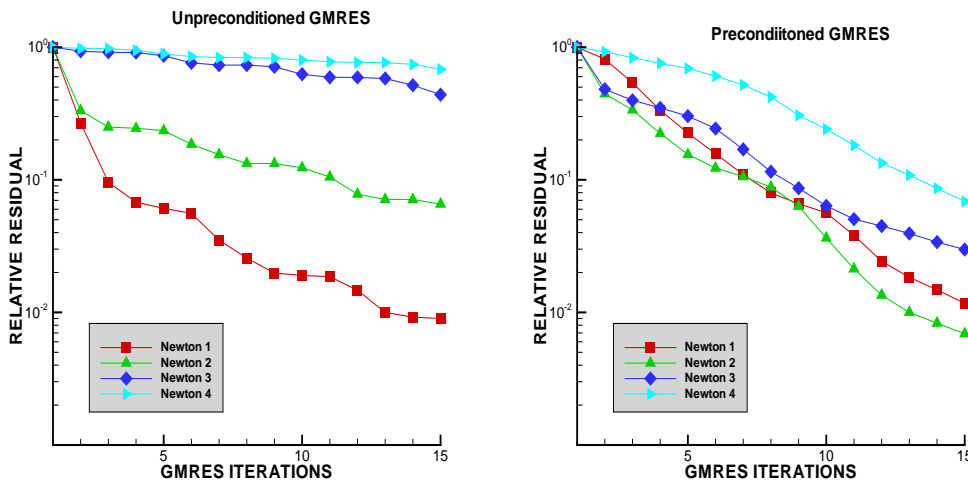 Unpreconditioned GMRES
RELATIVE RESIDUAL
10^0
10^-1
10^-2
Newton 1
Newton 2
Newton 3
Newton 4
5 10 15
GMRES ITERATIONS
Precondiitoned GMRES
RELATIVE RESIDUAL
10^0
10^-1
10^-2
Newton 1
Newton 2
Newton 3
Newton 4
5 10 15
GMRES ITERATIONS